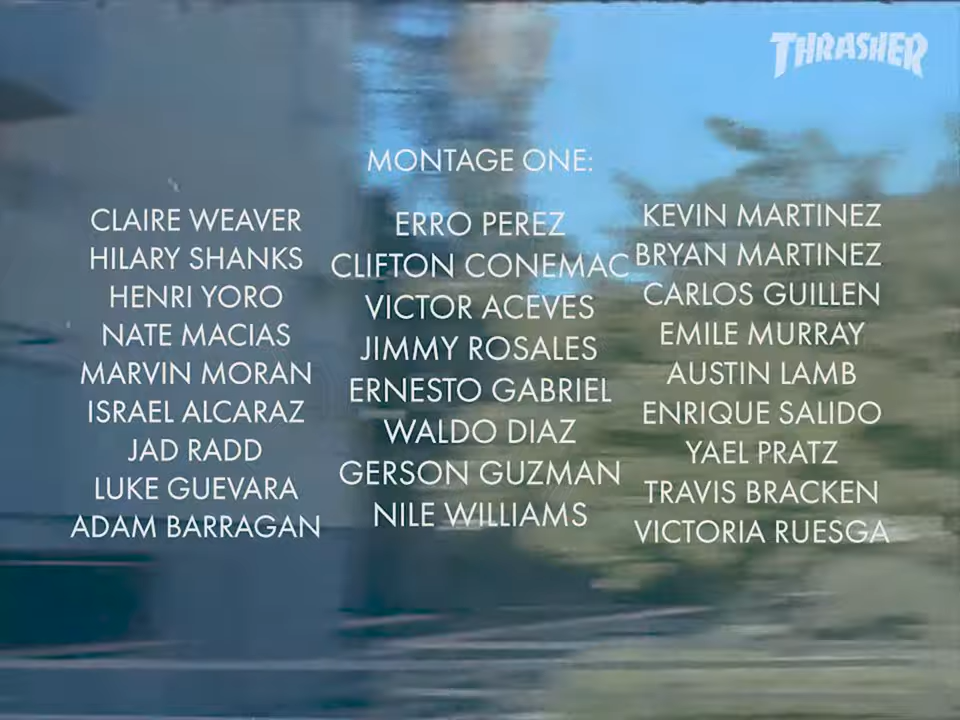 THRASHER
MONTAGE ONE:
CLAIRE WEAVER
HILARY SHANKS
HENRI YORO
NATE MACIAS
MARVIN MORAN
ISRAEL ALCARAZ
JAD RADD
LUKE GUEVARA
ADAM BARRAGAN
ERRO PEREZ
CLIFTON CONEMAC
VICTOR ACEVES
JIMMY ROSALES
ERNESTO GABRIEL
WALDO DIAZ
GERSON GUZMAN
NILE WILLIAMS
KEVIN MARTINEZ
BRYAN MARTINEZ
CARLOS GUILLEN
EMILE MURRAY
AUSTIN LAMB
ENRIQUE SALIDO
YAEL PRATZ
TRAVIS BRACKEN
VICTORIA RUESGA